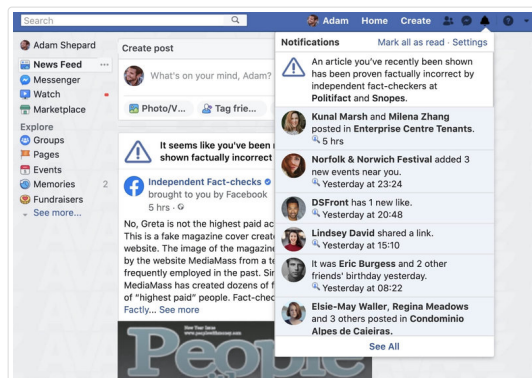 Search
Adam
Home
Create
Adam Shepard
News Feed
Messenger
Watch
Marketplace
Explore
Groups
Pages
Events
Memories 2
Fundraisers
See more...
Create post
What's on your mind, Adam?
Photo/V...
Tag frie...
It seems like you've been
shown factually incorrect
Independent Fact-checks
brought to you by Facebook
5 hrs ·
No, Greta is not the highest paid ac
This is a fake magazine cover create
website. The image of the magazine
by the website MediaMass from a te
frequently employed in the past. Sin
MediaMass has created dozens of f
of "highest paid" people. Fact-chec
Factly... See more
New Year Issue
People
Notifications
Mark all as read · Settings
An article you've recently been shown
has been proven factually incorrect by
independent fact-checkers at
Politifact and Snopes.
Kunal Marsh and Milena Zhang
posted in Enterprise Centre Tenants.
5 hrs
Norfolk & Norwich Festival added 3
new events near you.
Yesterday at 23:24
DSFront has 1 new like.
Yesterday at 20:48
Lindsey David shared a link.
Yesterday at 15:10
It was Eric Burgess and 2 other
friends' birthday yesterday.
Yesterday at 08:22
Elsie-May Waller, Regina Meadows
and 3 others posted in Condominio
Alpes de Caieiras.
See All